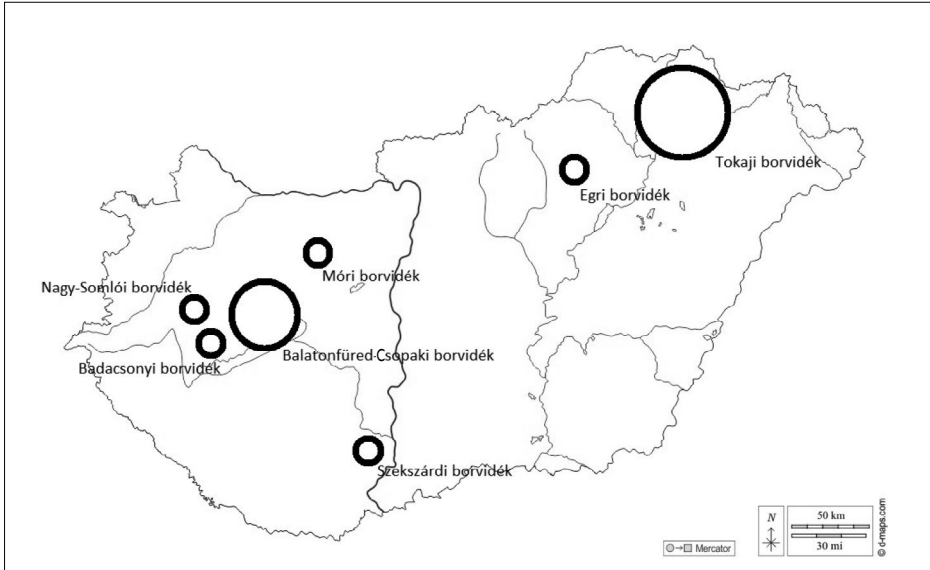 Tokaji borvidék
Egri borvidék
Móri borvidék
Nagy-Somlói borvidék
Balatonfüred-Csopaki borvidék
Badacsonyi borvidék
Szekszárdi borvidék
N
50 km
30 mi
Mercator
© d-maps.com